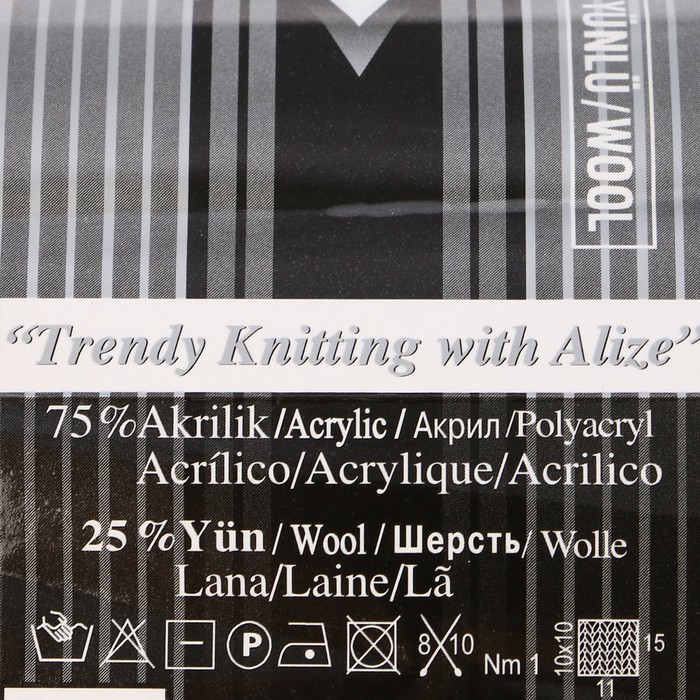 YÜNLÜ/WOOL
“Trendy Knitting with Alize”
75%Akrilik/Acrylic/Акрил/Polyacryl
Acrílico/Acrylique/Acrilico
25 %Yün/Wool/Шерсть/Wolle
Lana/Laine/Lã
P 8 10 Nm 1 10x10 15
11